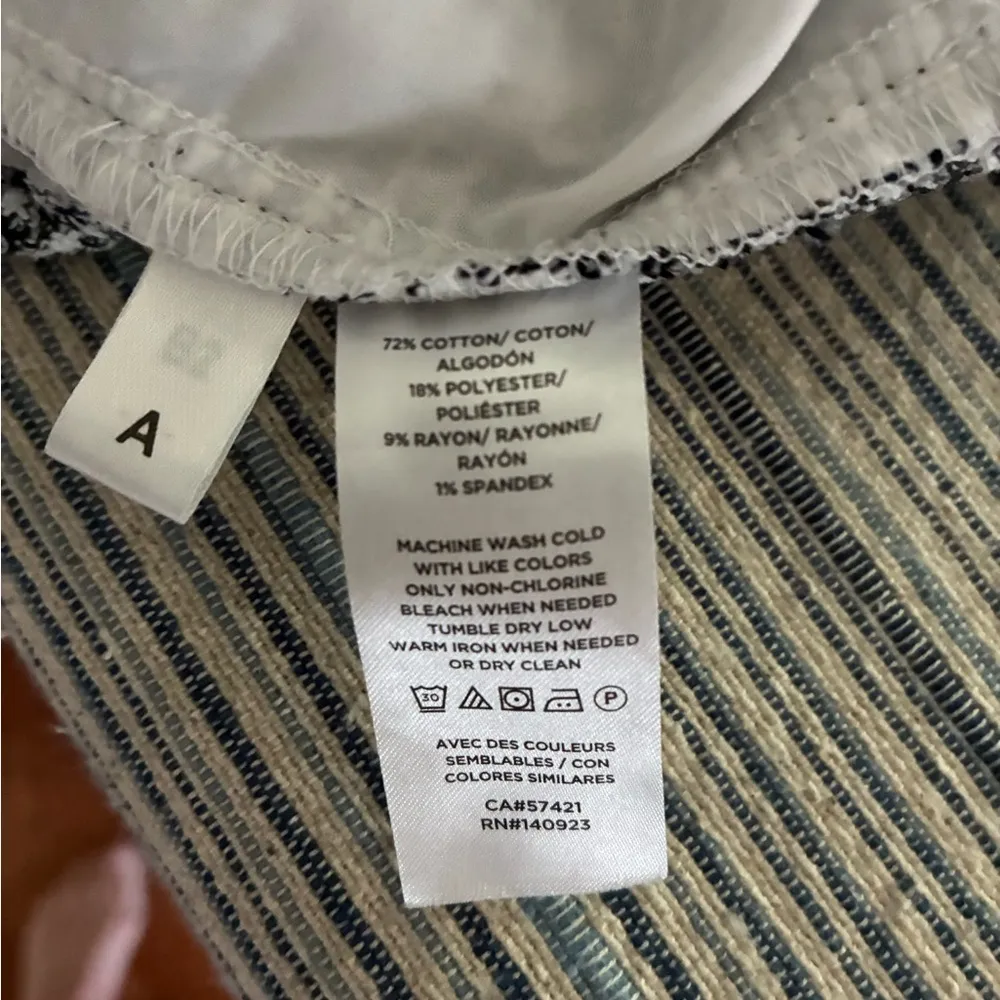 A
72% COTTON/ COTON/
ALGODÓN
18% POLYESTER/
POLIÉSTER
9% RAYON/ RAYONNE/
RAYÓN
1% SPANDEX
MACHINE WASH COLD
WITH LIKE COLORS
ONLY NON-CHLORINE
BLEACH WHEN NEEDED
TUMBLE DRY LOW
WARM IRON WHEN NEEDED
OR DRY CLEAN
30 P
AVEC DES COULEURS
SEMBLABLES / CON
COLORES SIMILARES
CA#57421
RN#140923